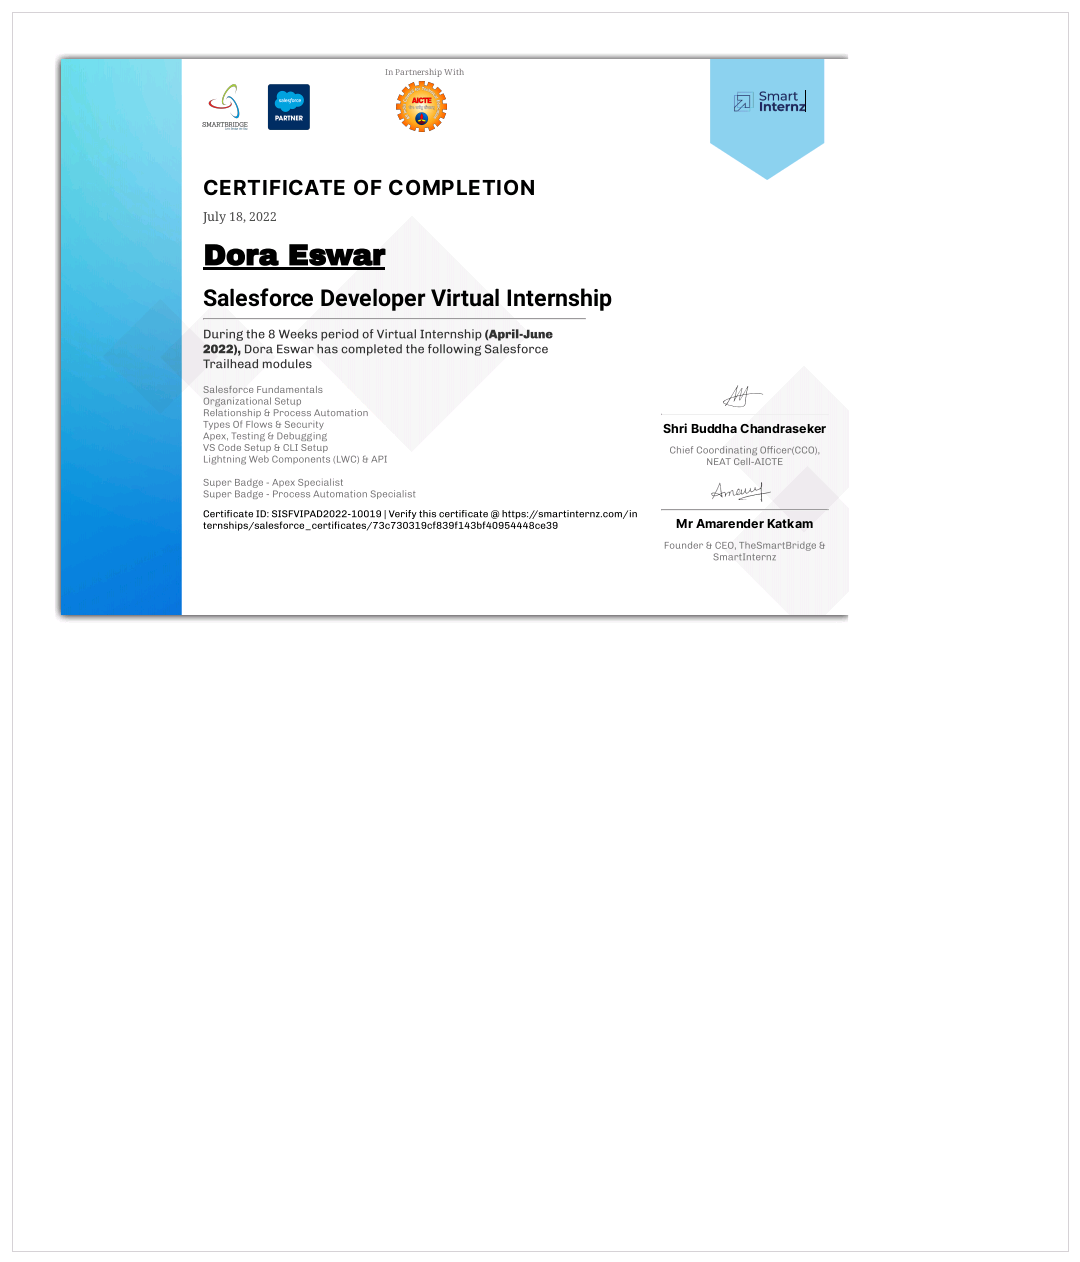 In Partnership With
SMARTBRIDGE
salesforce
PARTNER
AICTE
Smart
Internz
CERTIFICATE OF COMPLETION
July 18, 2022
Dora Eswar
Salesforce Developer Virtual Internship
During the 8 Weeks period of Virtual Internship (April-June
2022), Dora Eswar has completed the following Salesforce
Trailhead modules
Salesforce Fundamentals
Organizational Setup
Relationship & Process Automation
Types Of Flows & Security
Apex, Testing & Debugging
VS Code Setup & CLI Setup
Lightning Web Components (LWC) & API
Super Badge - Apex Specialist
Super Badge - Process Automation Specialist
Certificate ID: SISFVIPAD2022-10019 | Verify this certificate @ https://smartinternz.com/in
ternships/salesforce_certificates/73c730319cf839f143bf40954448ce39
Shri Buddha Chandraseker
Chief Coordinating Officer(CCO),
NEAT Cell-AICTE
Mr Amarender Katkam
Founder & CEO, TheSmartBridge &
SmartInternz